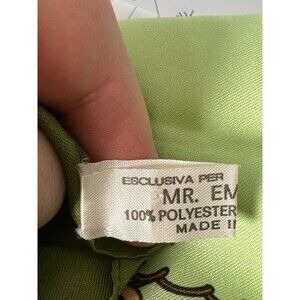 ESCLUSIVA PER
MR. EM
100% POLYESTER
MADE I